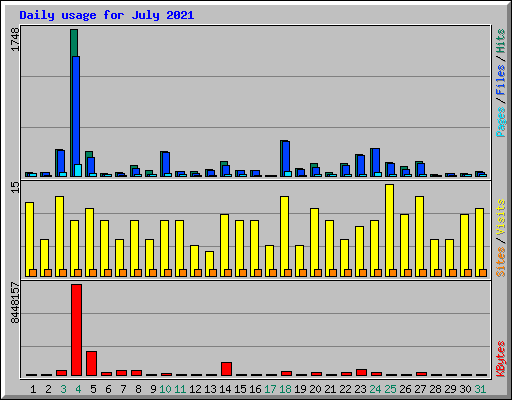 Daily usage for July 2021
1748
Pages / Files / Hits
15
Sites / Visits
8448157
KBytes
1 2 3 4 5 6 7 8 9 10 11 12 13 14 15 16 17 18 19 20 21 22 23 24 25 26 27 28 29 30 31